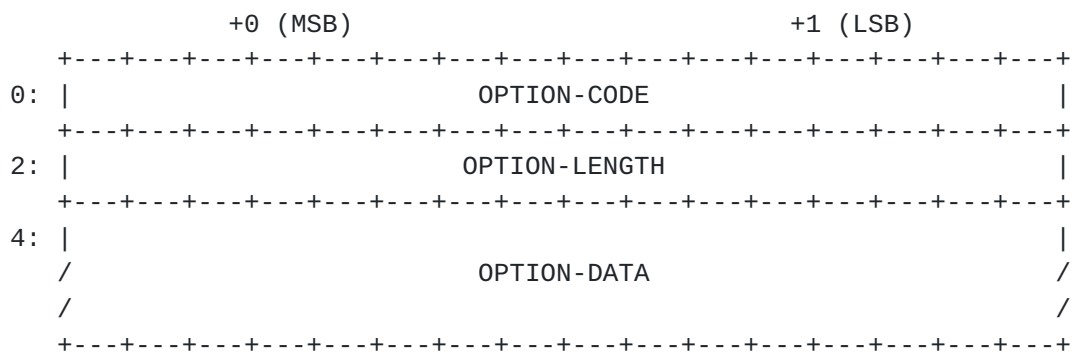 +0 (MSB)                            +1 (LSB)
   +---+---+---+---+---+---+---+---+---+---+---+---+---+---+---+---+
0: |                          OPTION-CODE                          |
   +---+---+---+---+---+---+---+---+---+---+---+---+---+---+---+---+
2: |                         OPTION-LENGTH                         |
   +---+---+---+---+---+---+---+---+---+---+---+---+---+---+---+---+
4: |                                                               |
   /                          OPTION-DATA                          /
   /                                                               /
   +---+---+---+---+---+---+---+---+---+---+---+---+---+---+---+---+